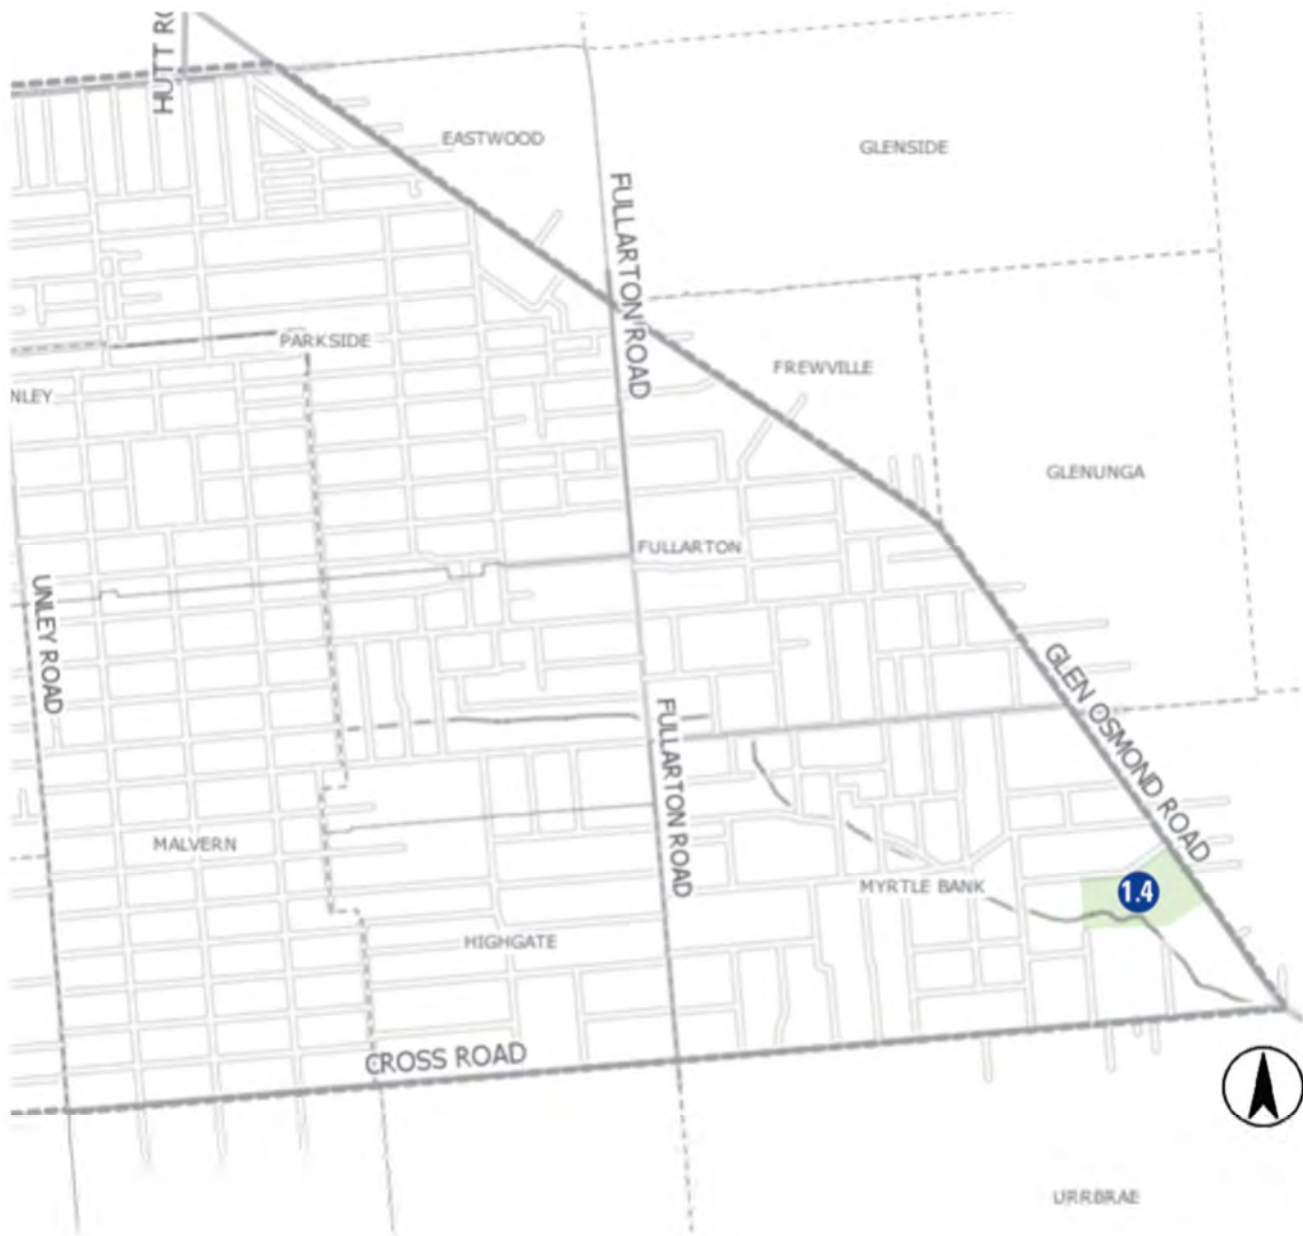 HUTT RO
EASTWOOD
GLENSIDE
FULLARTON ROAD
PARKSIDE
FREWVILLE
NLEY
GLENUNGA
FULLARTON
UNLEY ROAD
GLEN OSMOND ROAD
FULLARTON ROAD
MALVERN
MYRTLE BANK
1.4
HIGHGATE
CROSS ROAD
URRBRAE